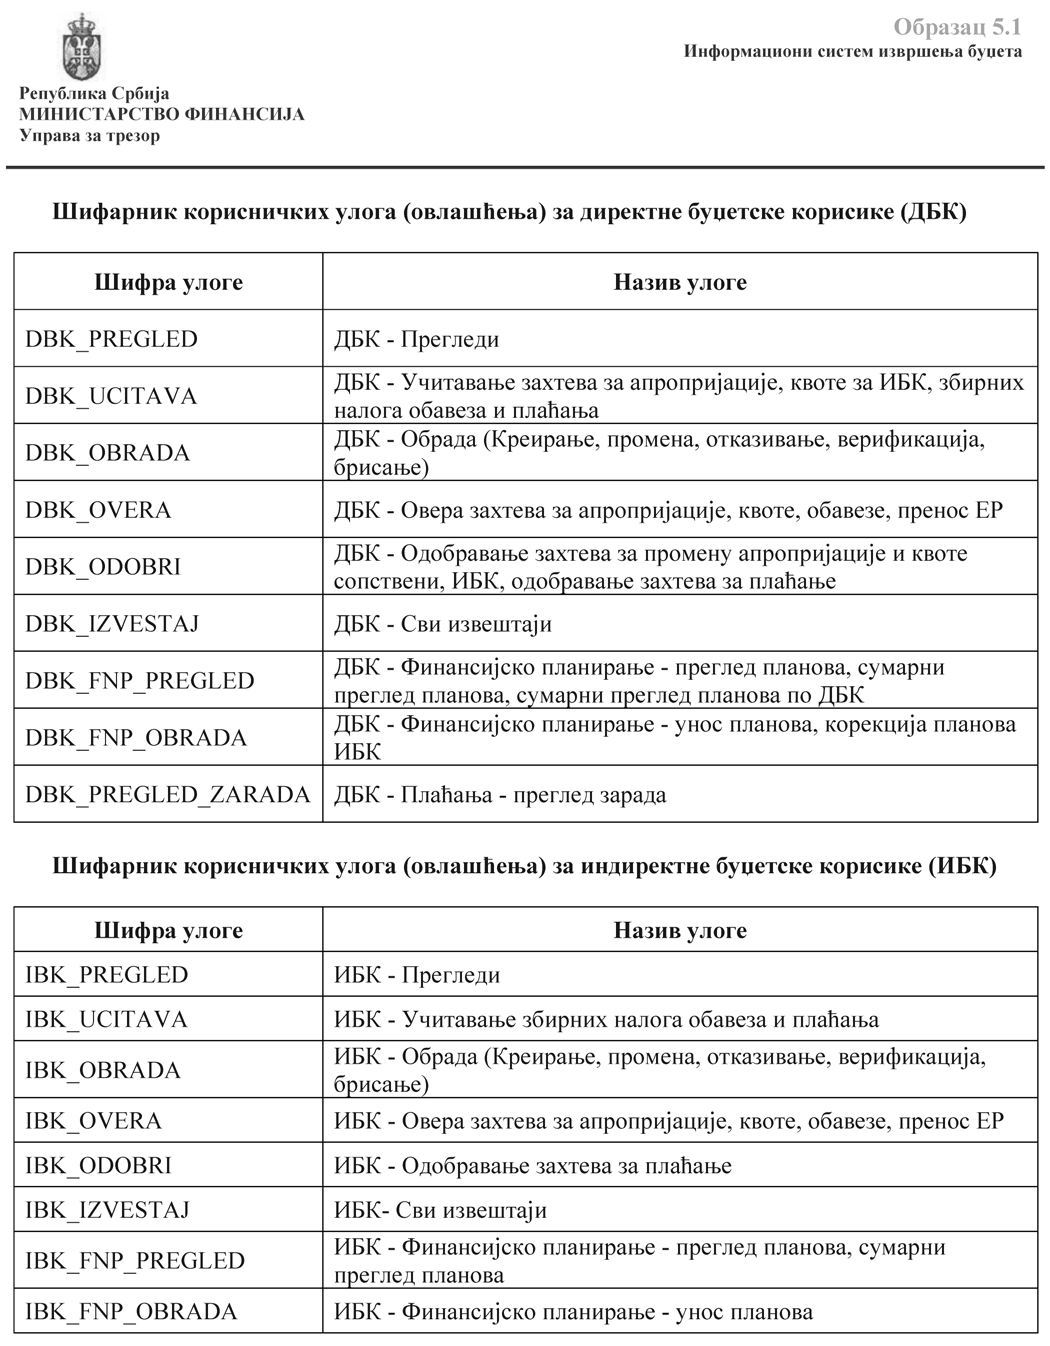 Образац 5.1
Информациони систем извршења буџета
Република Србија
МИНИСТАРСТВО ФИНАНСИЈА
Управа за трезор
Шифарник корисничких улога (овлашћења) за директне буџетске корисике (ДБК)
Шифра улоге
Назив улоге
DBK_PREGLED
ДБК - Прегледи
DBK_UCITAVA
ДБК - Учитавање захтева за апропријације, квоте за ИБК, збирних
налога обавеза и плаћања
DBK_OBRADA
ДБК - Обрада (Креирање, промена, отказивање, верификација,
брисање)
DBK_OVERA
ДБК - Овера захтева за апропријације, квоте, обавезе, пренос ЕР
DBK_ODOBRI
ДБК - Одобравање захтева за промену апропријације и квоте
сопствени, ИБК, одобравање захтева за плаћање
DBK_IZVESTAJ
ДБК - Сви извештаји
DBK_FNP_PREGLED
ДБК - Финансијско планирање - преглед планова, сумарни
преглед планова, сумарни преглед планова по ДБК
DBK_FNP_OBRADA
ДБК - Финансијско планирање - унос планова, корекција планова
ИБК
DBK_PREGLED_ZARADA
ДБК - Плаћања - преглед зарада
Шифарник корисничких улога (овлашћења) за индиректне буџетске корисике (ИБК)
Шифра улоге
Назив улоге
IBK_PREGLED
ИБК - Прегледи
IBK_UCITAVA
ИБК - Учитавање збирних налога обавеза и плаћања
IBK_OBRADA
ИБК - Обрада (Креирање, промена, отказивање, верификација,
брисање)
IBK_OVERA
ИБК - Овера захтева за апропријације, квоте, обавезе, пренос ЕР
IBK_ODOBRI
ИБК - Одобравање захтева за плаћање
IBK_IZVESTAJ
ИБК- Сви извештаји
IBK_FNP_PREGLED
ИБК - Финансијско планирање - преглед планова, сумарни
преглед планова
IBK_FNP_OBRADA
ИБК - Финансијско планирање - унос планова